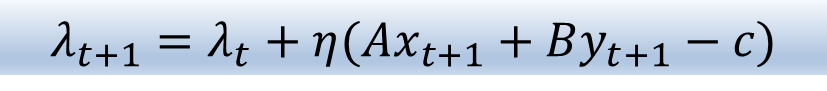 λ_{t+1} = λ_t + η(Ax_{t+1} + By_{t+1} − c)